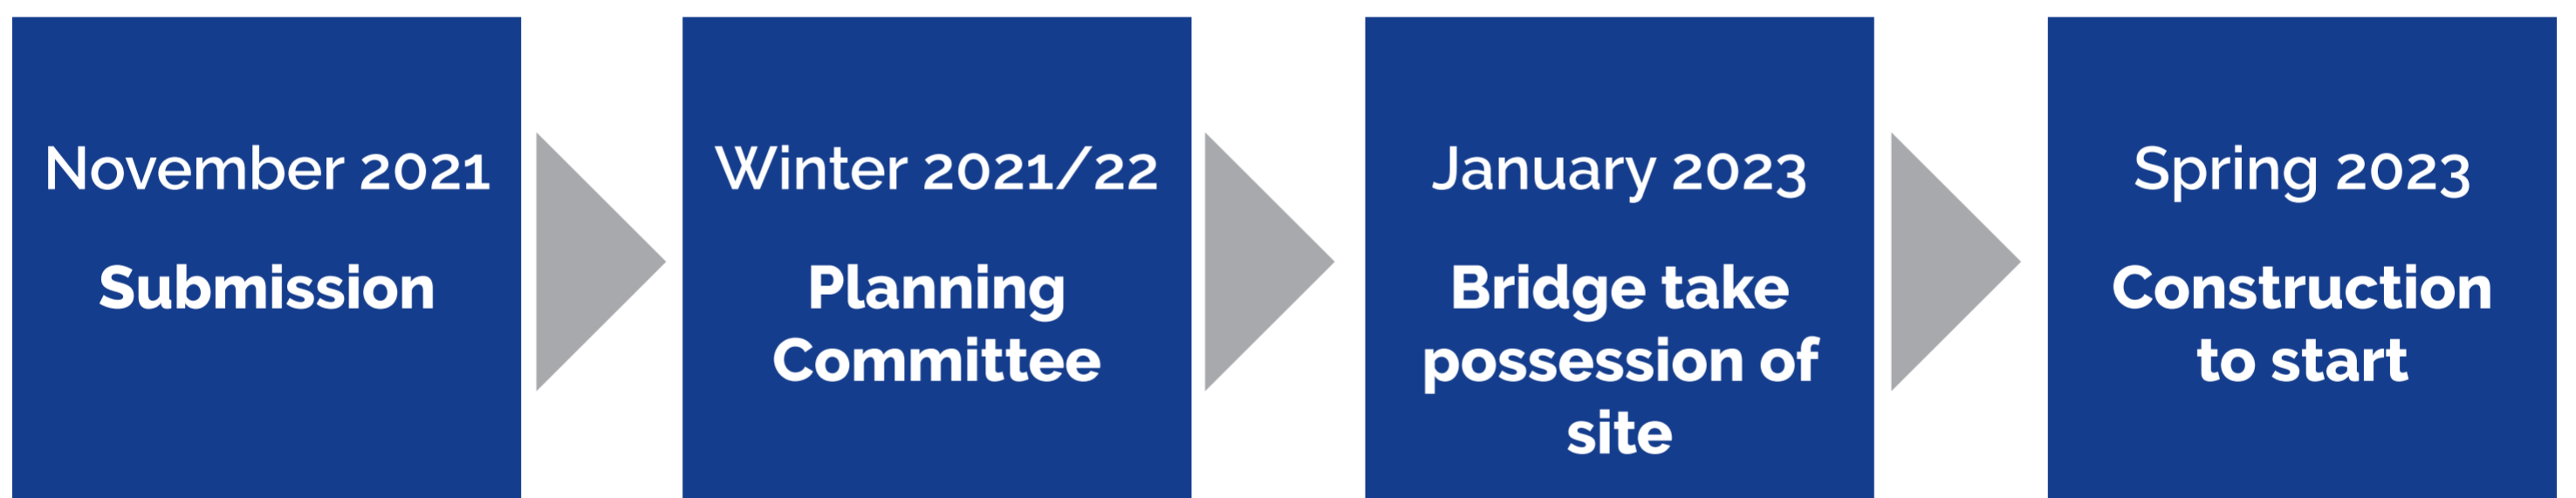 November 2021
Submission
Winter 2021/22
Planning
Committee
January 2023
Bridge take
possession of
site
Spring 2023
Construction
to start